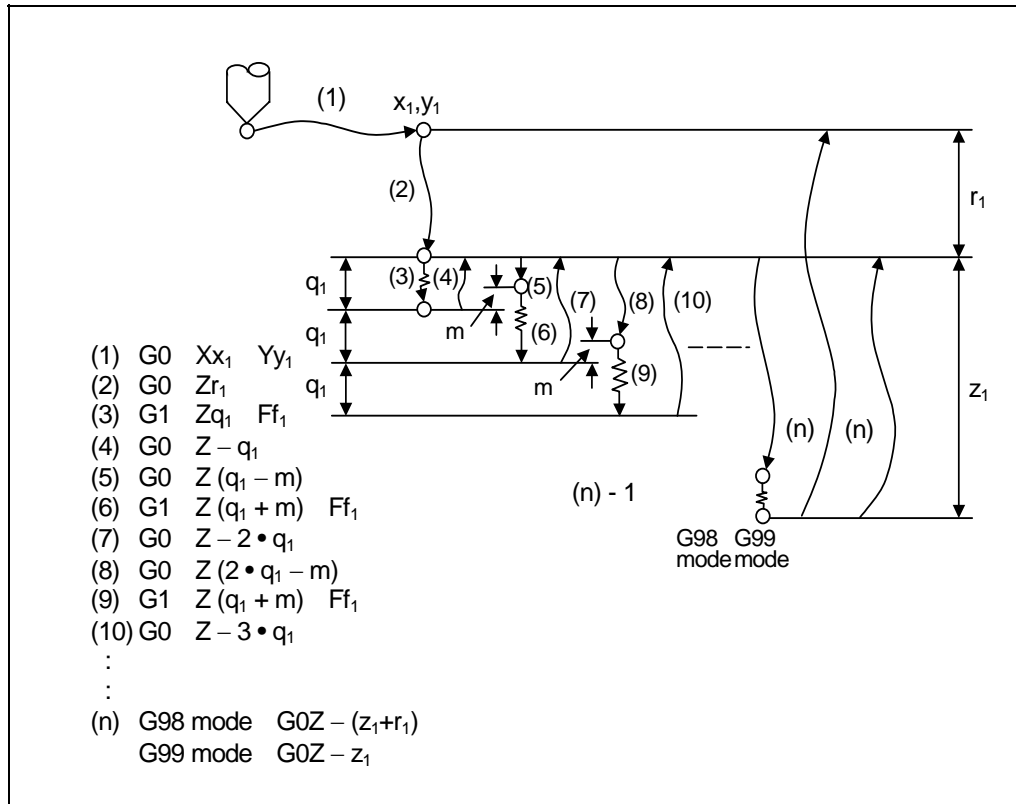 (1)
x₁,y₁
(2)
r₁
q₁
(3)
(4)
(5)
(7)
(8)
(10)
m
(6)
q₁
m
(9)
q₁
z₁
(n)
(n)
(n) - 1
G98 G99
mode mode
(1) G0 Xx₁ Yy₁
(2) G0 Zr₁
(3) G1 Zq₁ Ff₁
(4) G0 Z – q₁
(5) G0 Z (q₁ – m)
(6) G1 Z (q₁ + m) Ff₁
(7) G0 Z – 2 • q₁
(8) G0 Z (2 • q₁ – m)
(9) G1 Z (q₁ + m) Ff₁
(10) G0 Z – 3 • q₁
:
:
(n) G98 mode G0Z – (z₁+r₁)
G99 mode G0Z – z₁